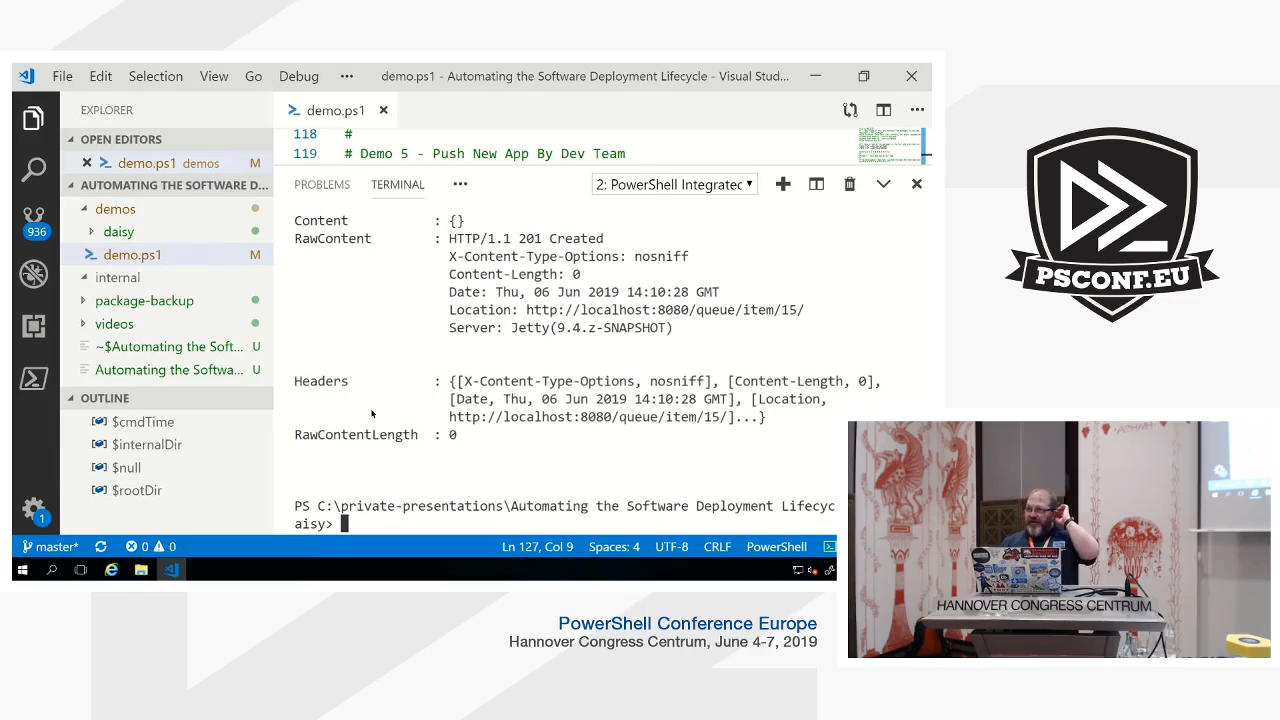 File Edit Selection View Go Debug ••• demo.ps1 - Automating the Software Deployment Lifecycle - Visual Stud...
EXPLORER
demo.ps1
OPEN EDITORS
demo.ps1 demos M
AUTOMATING THE SOFTWARE D...
demos
daisy
demo.ps1 M
internal
package-backup
videos
~$Automating the Soft... U
Automating the Softwa... U
OUTLINE
$cmdTime
$internalDir
$null
$rootDir
936
1
118 #
119 # Demo 5 - Push New App By Dev Team
PROBLEMS TERMINAL ••• 2: PowerShell Integratec
Content : {}
RawContent : HTTP/1.1 201 Created
X-Content-Type-Options: nosniff
Content-Length: 0
Date: Thu, 06 Jun 2019 14:10:28 GMT
Location: http://localhost:8080/queue/item/15/
Server: Jetty(9.4.z-SNAPSHOT)
Headers : {[X-Content-Type-Options, nosniff], [Content-Length, 0],
[Date, Thu, 06 Jun 2019 14:10:28 GMT], [Location,
http://localhost:8080/queue/item/15/]...}
RawContentLength : 0
PS C:\private-presentations\Automating the Software Deployment Lifecyc
aisy>
master* 0 0 Ln 127, Col 9 Spaces: 4 UTF-8 CRLF PowerShell
PSCONF.EU
HANNOVER CONGRESS CENTRUM
PowerShell Conference Europe
Hannover Congress Centrum, June 4-7, 2019